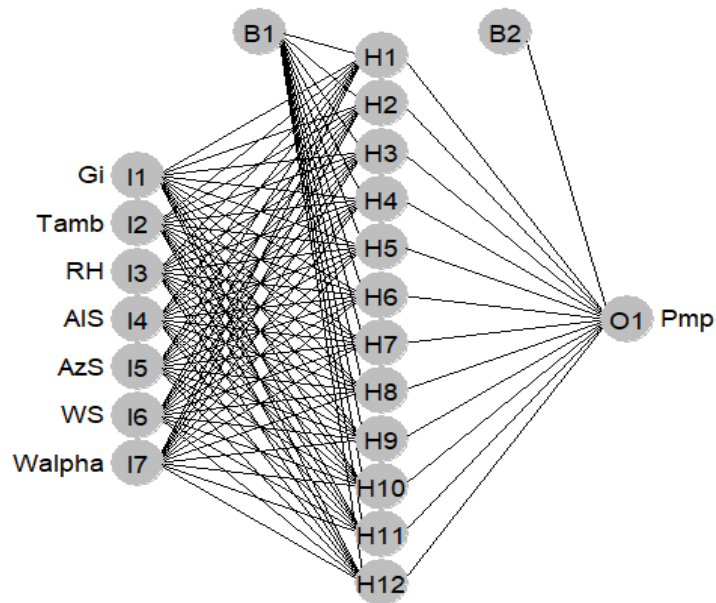 B1
B2
H1
H2
H3
Gi I1
H4
Tamb I2
H5
RH I3
H6
AlS I4
O1 Pmp
H7
AzS I5
H8
WS I6
H9
Walpha I7
H10
H11
H12